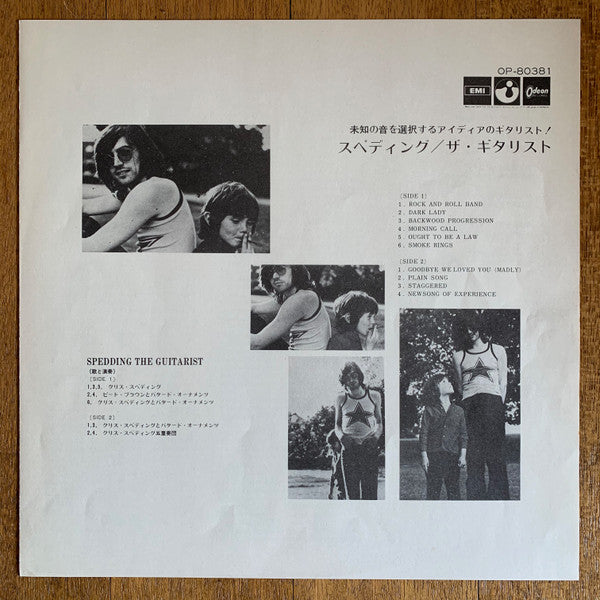 OP-80381
EMI
Odeon
未知の音を選択するアイディアのギタリスト!
スペディング/ザ・ギタリスト
(SIDE 1)
1. ROCK AND ROLL BAND
2. DARK LADY
3. BACKWOOD PROGRESSION
4. MORNING CALL
5. OUGHT TO BE A LAW
6. SMOKE RINGS
(SIDE 2)
1. GOODBYE WE LOVED YOU (MADLY)
2. PLAIN SONG
3. STAGGERED
4. NEWSONG OF EXPERIENCE
SPEDDING THE GUITARIST
(歌と演奏)
(SIDE 1)
1.3.5. クリス・スペディング
2.4. ピート・ブラウンとバタード・オーナメンツ
6. クリス・スペディングとバタード・オーナメンツ
(SIDE 2)
1.3. クリス・スペディングとバタード・オーナメンツ
2.4. クリス・スペディング五重奏団